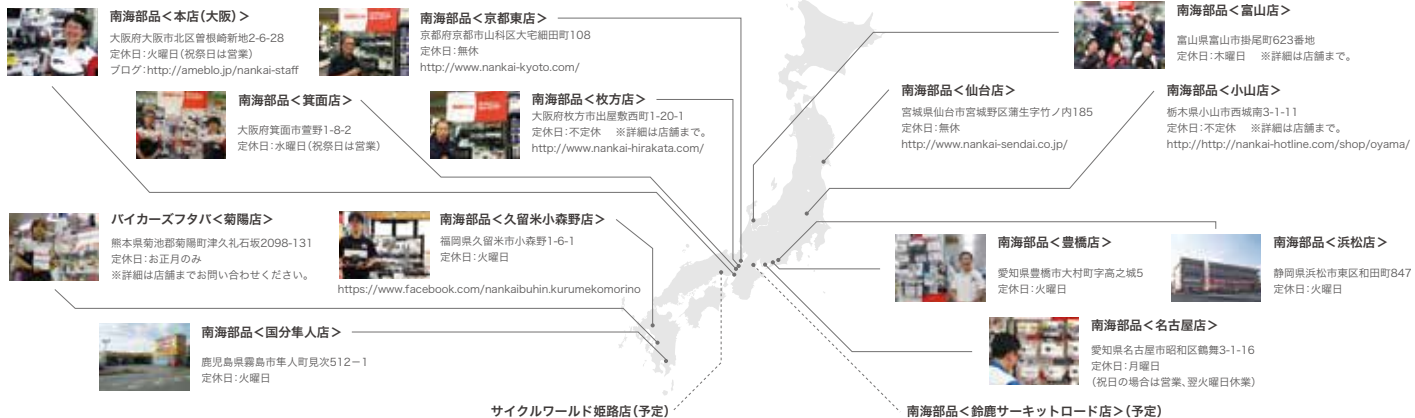 南海部品＜本店（大阪）＞
大阪府大阪市北区曽根崎新地2-6-28
定休日：火曜日（祝祭日は営業）
ブログ：http://ameblo.jp/nankai-staff
南海部品＜京都東店＞
京都府京都市山科区大宅細田町108
定休日：無休
http://www.nankai-kyoto.com/
南海部品＜富山店＞
富山県富山市掛尾町623番地
定休日：木曜日　※詳細は店舗まで。
南海部品＜箕面店＞
大阪府箕面市萱野1-8-2
定休日：水曜日（祝祭日は営業）
南海部品＜枚方店＞
大阪府枚方市出屋敷西町1-20-1
定休日：不定休　※詳細は店舗まで。
http://www.nankai-hirakata.com/
南海部品＜仙台店＞
宮城県仙台市宮城野区蒲生字竹ノ内185
定休日：無休
http://www.nankai-sendai.co.jp/
南海部品＜小山店＞
栃木県小山市西城南3-1-11
定休日：不定休　※詳細は店舗まで。
http://http://nankai-hotline.com/shop/oyama/
バイカーズフタバ＜菊陽店＞
熊本県菊池郡菊陽町津久礼石坂2098-131
定休日：お正月のみ
※詳細は店舗までお問い合わせください。
南海部品＜久留米小森野店＞
福岡県久留米市小森野1-6-1
定休日：火曜日
https://www.facebook.com/nankaibuhin.kurumekomorino
南海部品＜豊橋店＞
愛知県豊橋市大村町字高之城5
定休日：火曜日
南海部品＜浜松店＞
静岡県浜松市東区和田町847
定休日：火曜日
南海部品＜国分隼人店＞
鹿児島県霧島市隼人町見次512－1
定休日：火曜日
南海部品＜名古屋店＞
愛知県名古屋市昭和区鶴舞3-1-16
定休日：月曜日
（祝日の場合は営業、翌火曜日休業）
サイクルワールド姫路店（予定）
南海部品＜鈴鹿サーキットロード店＞（予定）